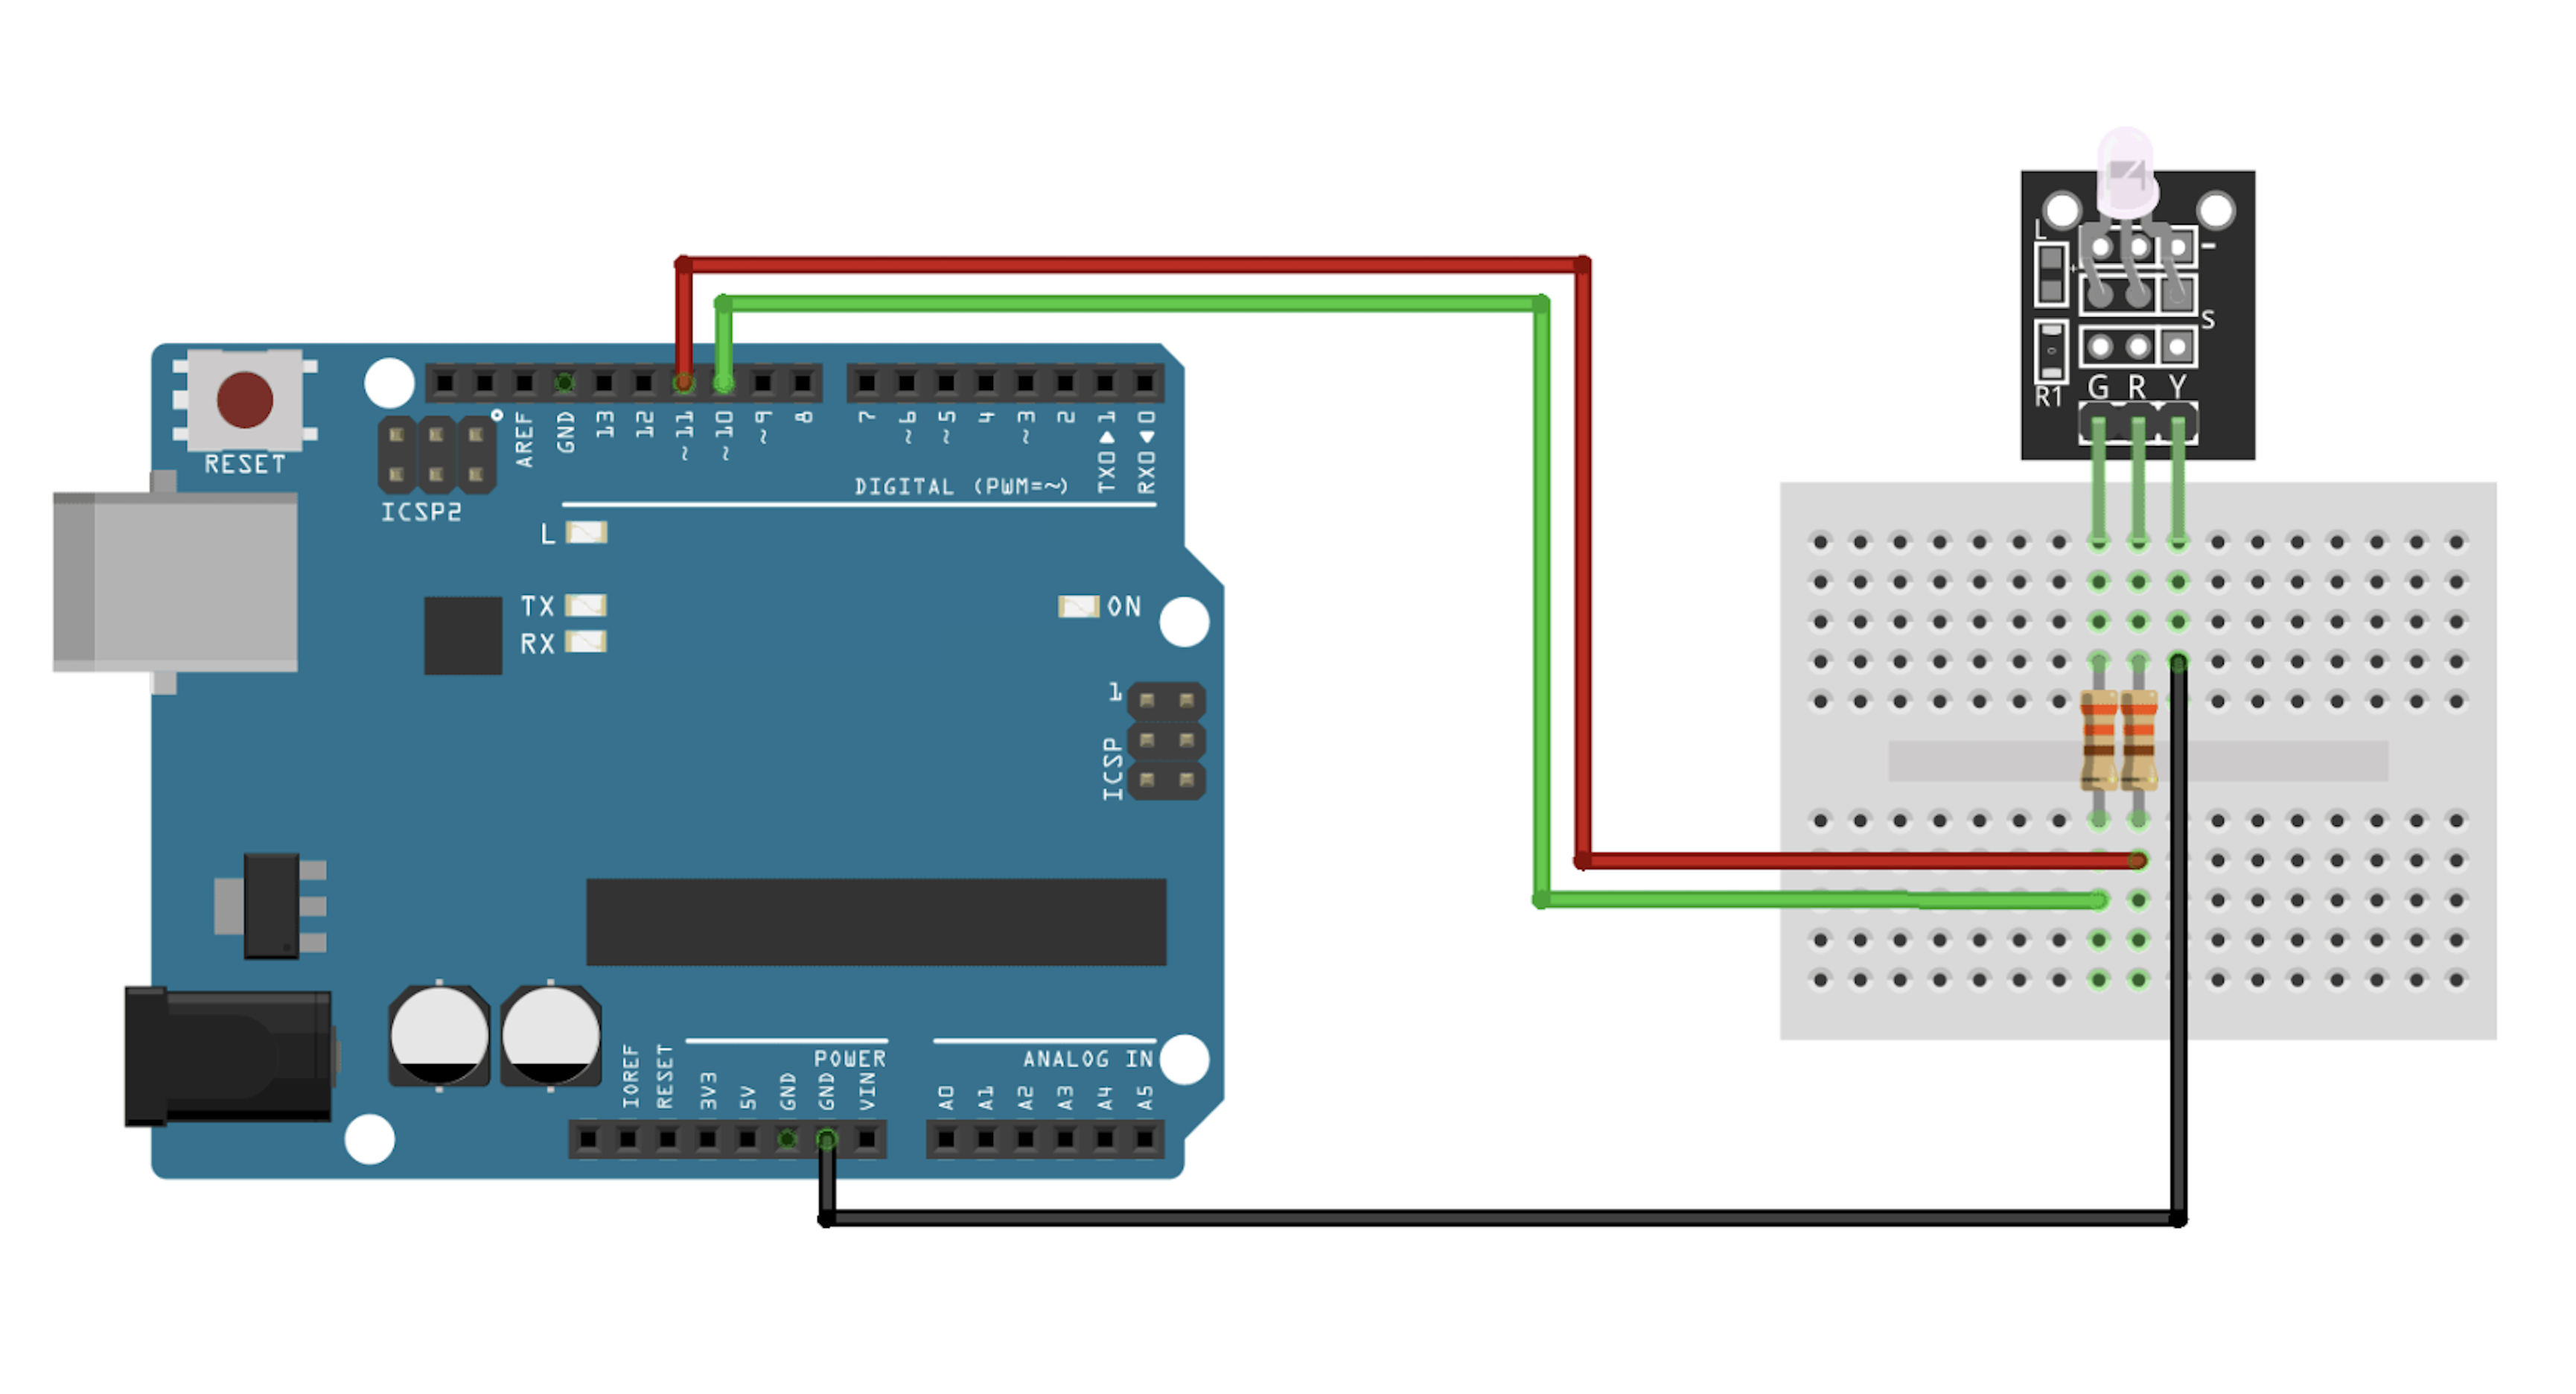 L
-
+
S
G R Y
R1
RESET
ICSP2
AREF
GND
13
12
~11
~10
~9
8
7
~6
~5
4
~3
2
TX0▶1
RX0◀0
DIGITAL (PWM=~)
L
TX
RX
ON
1
ICSP
POWER
ANALOG IN
IOREF
RESET
3V3
5V
GND
GND
VIN
A0
A1
A2
A3
A4
A5